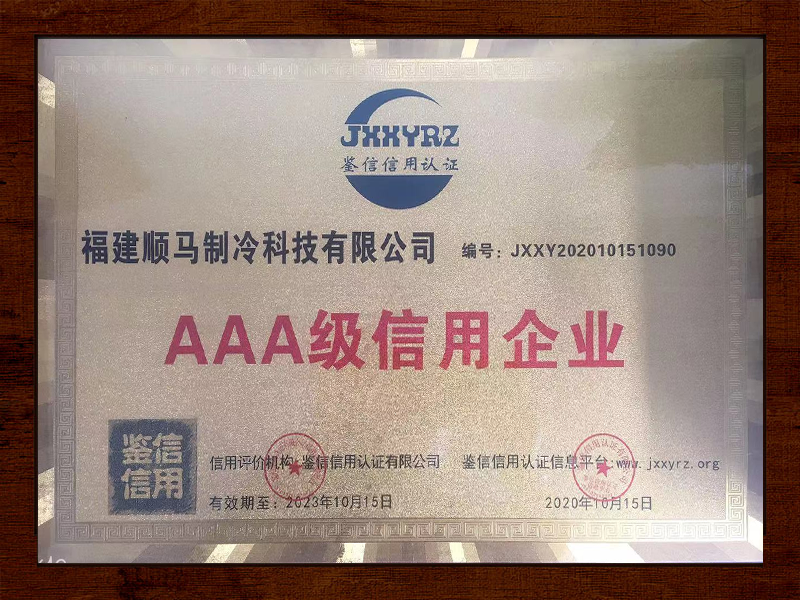 JXXYRZ
鉴信信用认证
福建顺马制冷科技有限公司 编号：JXXY202010151090
AAA级信用企业
鉴信
信用
信用评价机构：鉴信信用认证有限公司 鉴信信用认证信息平台：www.jxxyrz.org
有效期至：2023年10月15日 2020年10月15日